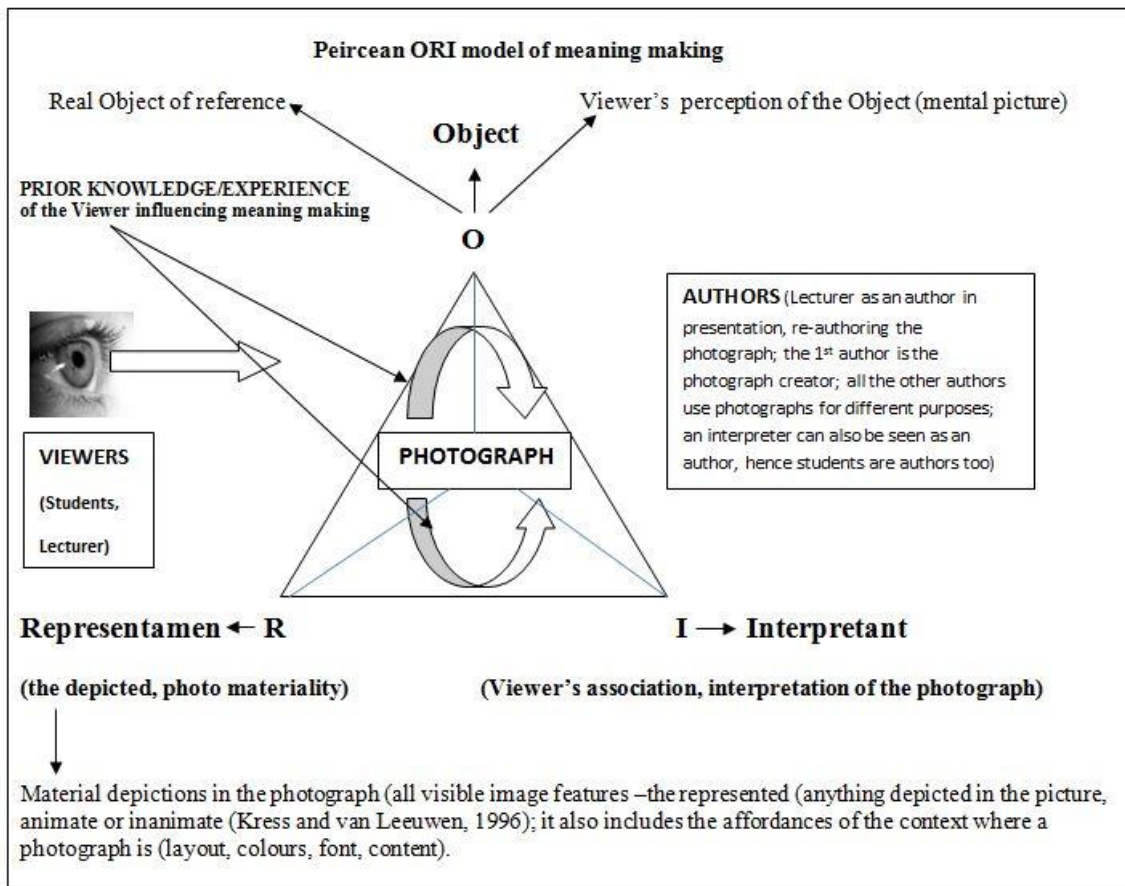 Peircean ORI model of meaning making
Real Object of reference
Viewer's perception of the Object (mental picture)
Object
PRIOR KNOWLEDGE/EXPERIENCE
of the Viewer influencing meaning making
O
AUTHORS (Lecturer as an author in
presentation, re-authoring the
photograph; the 1st author is the
photograph creator; all the other authors
use photographs for different purposes;
an interpreter can also be seen as an
author, hence students are authors too)
PHOTOGRAPH
VIEWERS
(Students,
Lecturer)
Representamen ← R
I → Interpretant
(the depicted, photo materiality)
(Viewer's association, interpretation of the photograph)
Material depictions in the photograph (all visible image features –the represented (anything depicted in the picture,
animate or inanimate (Kress and van Leeuwen, 1996); it also includes the affordances of the context where a
photograph is (layout, colours, font, content).